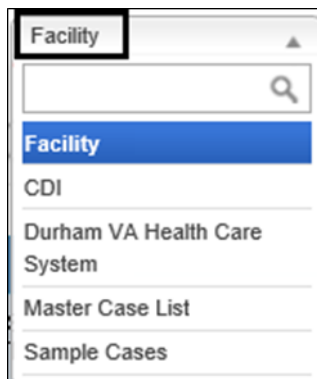 Facility
Facility
CDI
Durham VA Health Care
System
Master Case List
Sample Cases